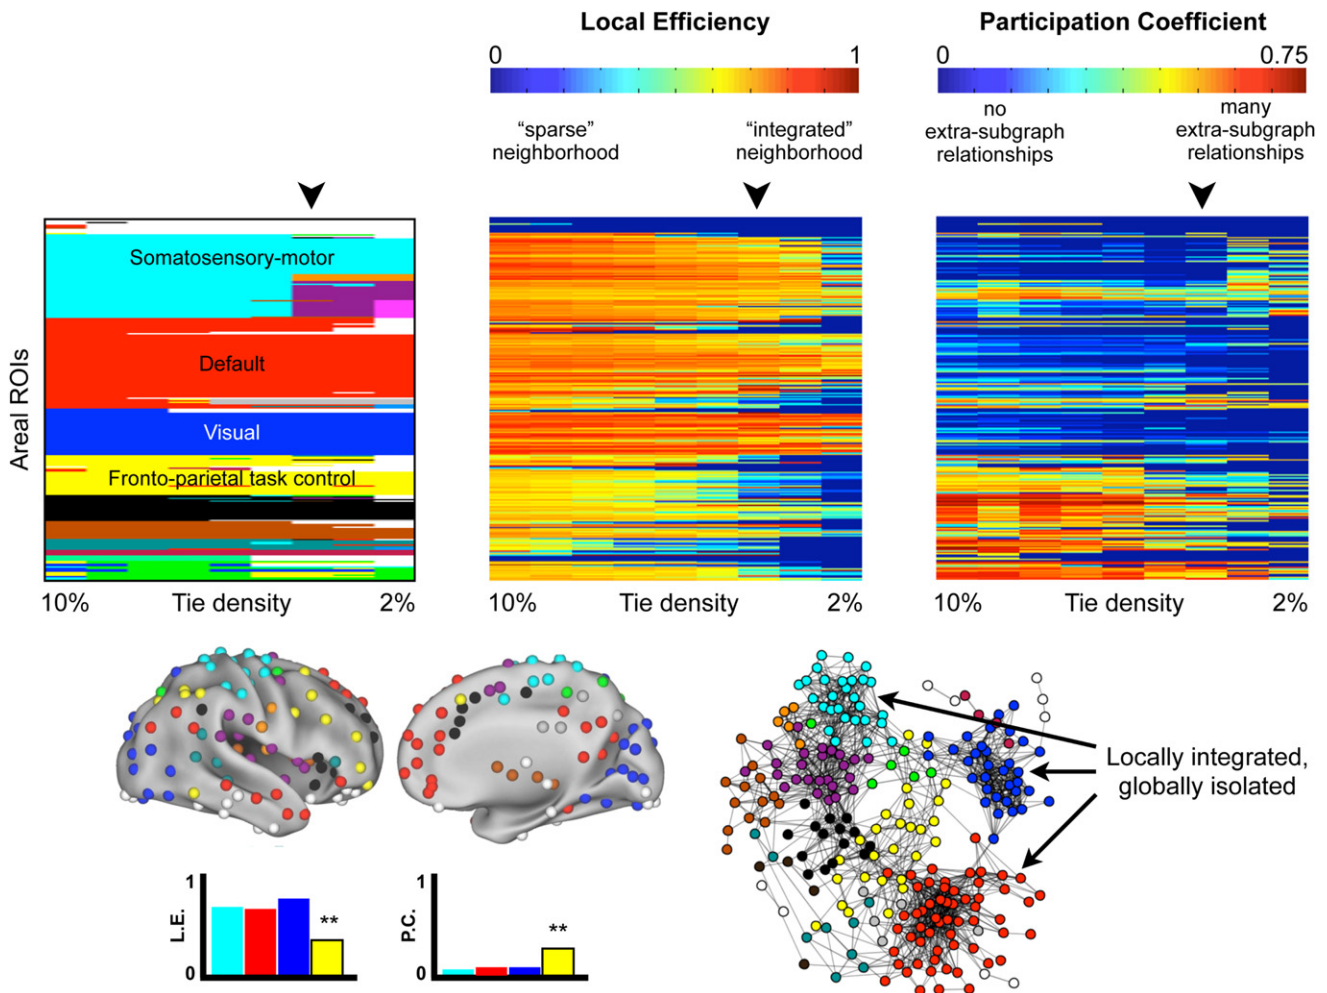 Local Efficiency
Participation Coefficient
0 1
0 0.75
"sparse"
neighborhood
"integrated"
neighborhood
no
extra-subgraph
relationships
many
extra-subgraph
relationships
Areal ROIs
Somatosensory-motor
Default
Visual
Fronto-parietal task control
10% Tie density 2%
10% Tie density 2%
10% Tie density 2%
Locally integrated,
globally isolated
1
L.E.
**
0
1
P.C.
**
0